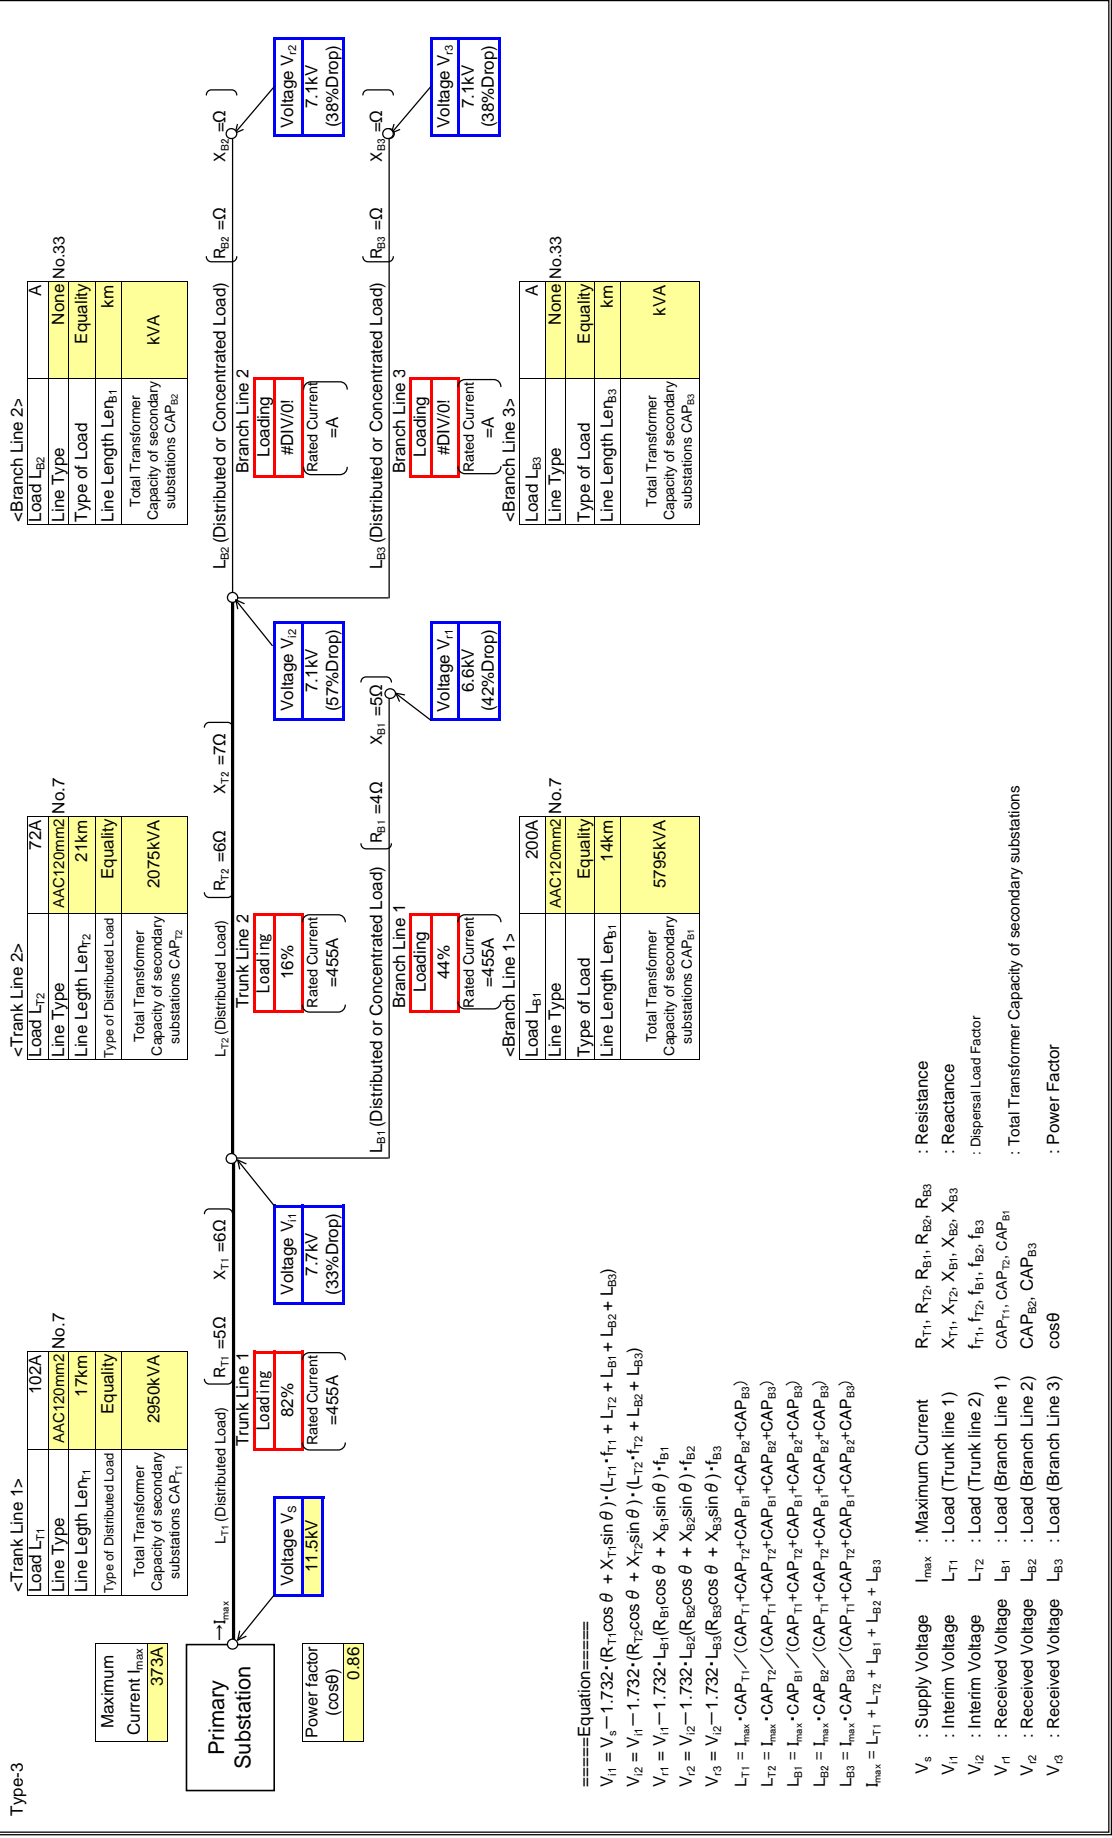 Type-3
Maximum
Current Imax
373A
Primary
Substation
Power factor
(cosθ)
0.86
→Imax
Voltage VS
11.5kV
<Trank Line 1>
Load LT1 102A
Line Type AAC120mm2 No.7
Line Length LenT1 17km
Type of Distributed Load Equality
Total Transformer
Capacity of secondary
substations CAPT1
2950kVA
LT1 (Distributed Load)
RT1 =5Ω XT1 =6Ω
Trunk Line 1
Loading
82%
Rated Current
=455A
Voltage Vi1
7.7kV
(33%Drop)
<Trank Line 2>
Load LT2 72A
Line Type AAC120mm2 No.7
Line Legth LenT2 21km
Type of Distributed Load Equality
Total Transformer
Capacity of secondary
substations CAPT2
2075kVA
LT2 (Distributed Load)
RT2 =6Ω XT2 =7Ω
Trunk Line 2
Loading
16%
Rated Current
=455A
Voltage Vi2
7.1kV
(57%Drop)
LB1 (Distributed or Concentrated Load)
RB1 =4Ω XB1 =5Ω
Branch Line 1
Loading
44%
Rated Current
=455A
Voltage Vr1
6.6kV
(42%Drop)
<Branch Line 1>
Load LB1 200A
Line Type AAC120mm2 No.7
Type of Load Equality
Line Length LenB1 14km
Total Transformer
Capacity of secondary
substations CAPB1
5795kVA
<Branch Line 2>
Load LB2 A
Line Type None No.33
Type of Load Equality
Line Length LenB1 km
Total Transformer
Capacity of secondary
substations CAPB2
kVA
LB2 (Distributed or Concentrated Load)
RB2 =Ω XB2 =Ω
Branch Line 2
Loading
#DIV/0!
Rated Current
=A
Voltage Vr2
7.1kV
(38%Drop)
LB3 (Distributed or Concentrated Load)
RB3 =Ω XB3 =Ω
Branch Line 3
Loading
#DIV/0!
Rated Current
=A
Voltage Vr3
7.1kV
(38%Drop)
<Branch Line 3>
Load LB3 A
Line Type None No.33
Type of Load Equality
Line Length LenB3 km
Total Transformer
Capacity of secondary
substations CAPB3
kVA
=====Equation=====
Vi1 = Vs－1.732・(RT1cos θ + XT1sin θ)・(LT1・fT1 + LT2 + LB1 + LB2 + LB3)
Vi2 = Vi1－1.732・(RT2cos θ + XT2sin θ)・(LT2・fT2 + LB2 + LB3)
Vr1 = Vi1－1.732・LB1(RB1cos θ + XB1sin θ)・fB1
Vr2 = Vi2－1.732・LB2(RB2cos θ + XB2sin θ)・fB2
Vr3 = Vi2－1.732・LB3(RB3cos θ + XB3sin θ)・fB3
LT1 = Imax・CAPT1／(CAPT1+CAPT2+CAPB1+CAPB2+CAPB3)
LT2 = Imax・CAPT2／(CAPT1+CAPT2+CAPB1+CAPB2+CAPB3)
LB1 = Imax・CAPB1／(CAPT1+CAPT2+CAPB1+CAPB2+CAPB3)
LB2 = Imax・CAPB2／(CAPT1+CAPT2+CAPB1+CAPB2+CAPB3)
LB3 = Imax・CAPB3／(CAPT1+CAPT2+CAPB1+CAPB2+CAPB3)
Imax = LT1 + LT2 + LB1 + LB2 + LB3
Vs : Supply Voltage Imax : Maximum Current RT1, RT2, RB1, RB2, RB3 : Resistance
Vi1 : Interim Voltage LT1 : Load (Trunk line 1) XT1, XT2, XB1, XB2, XB3 : Reactance
Vi2 : Interim Voltage LT2 : Load (Trunk line 2) fT1, fT2, fB1, fB2, fB3 : Dispersal Load Factor
Vr1 : Received Voltage LB1 : Load (Branch Line 1) CAPT1, CAPT2, CAPB1 : Total Transformer Capacity of secondary substations
Vr2 : Received Voltage LB2 : Load (Branch Line 2) CAPB2, CAPB3
Vr3 : Received Voltage LB3 : Load (Branch Line 3) cosθ : Power Factor